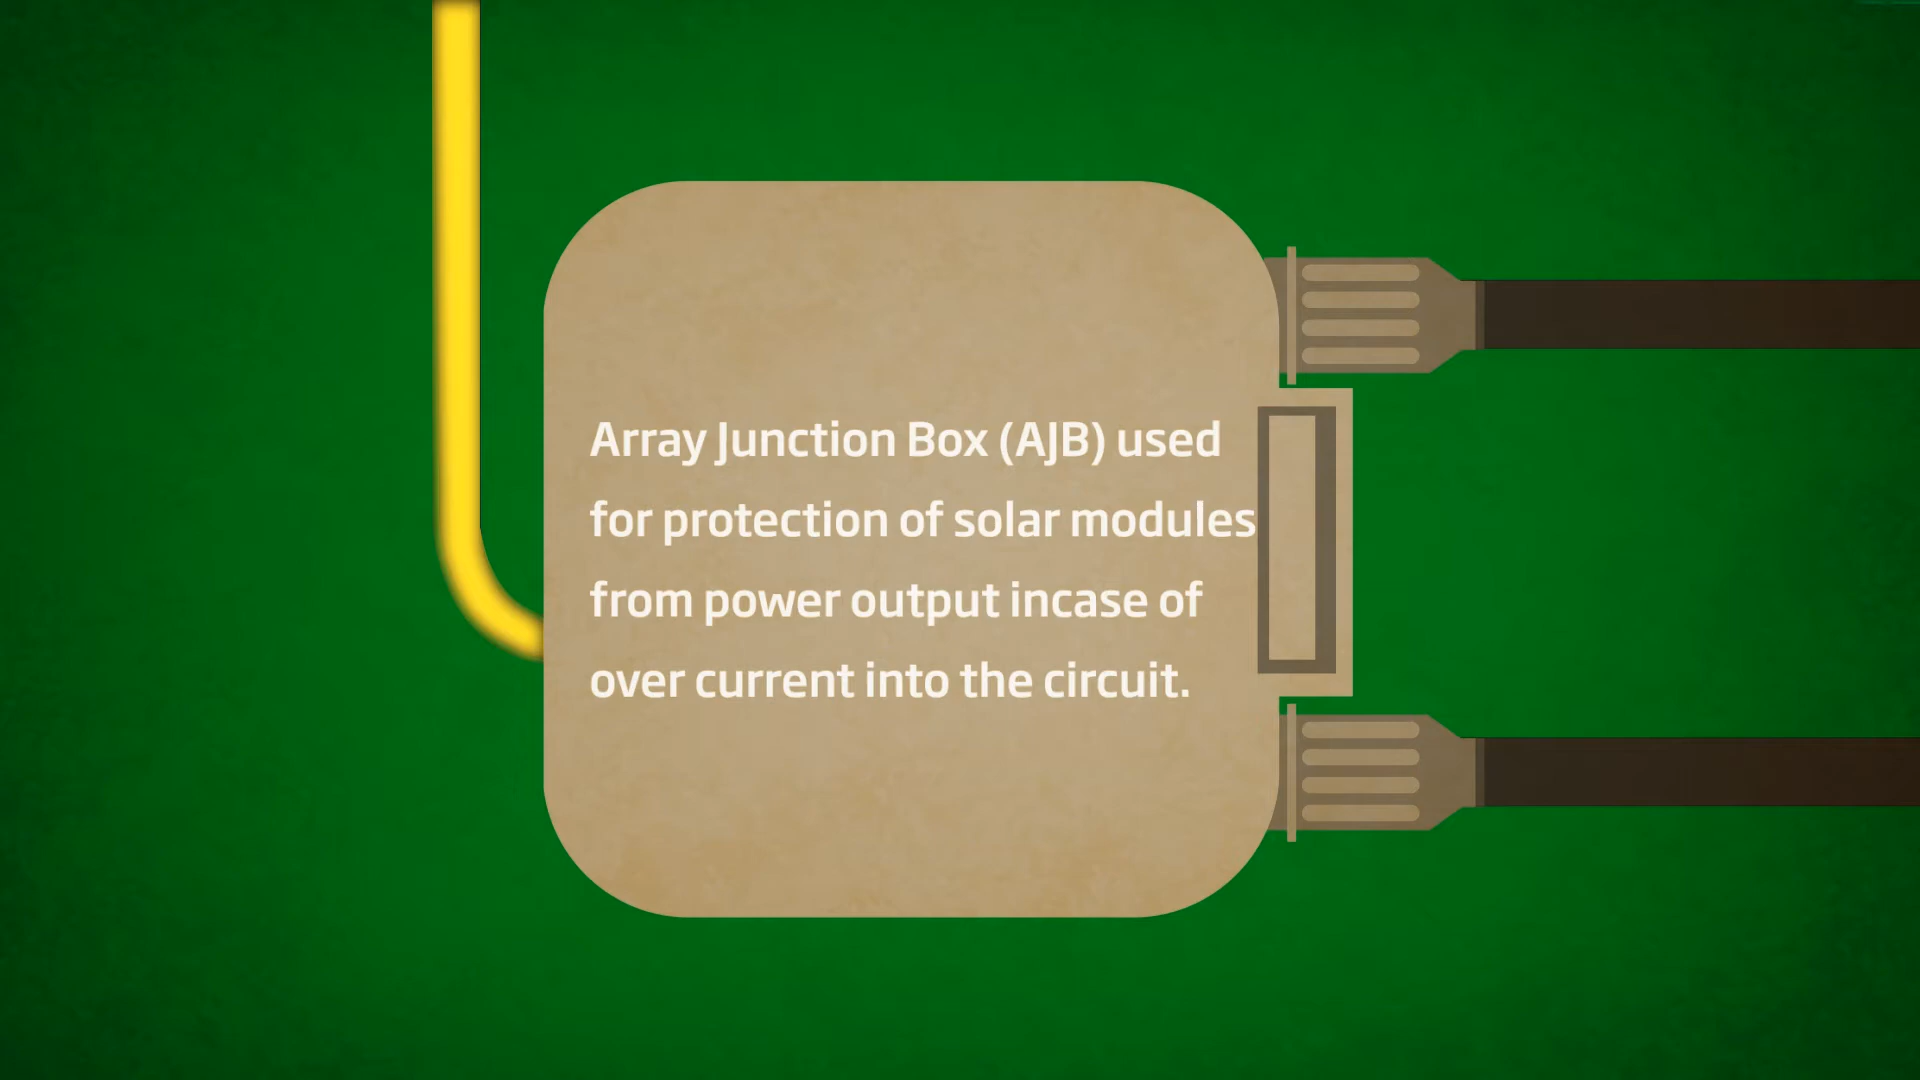 Array Junction Box (AJB) used
for protection of solar modules
from power output incase of
over current into the circuit.